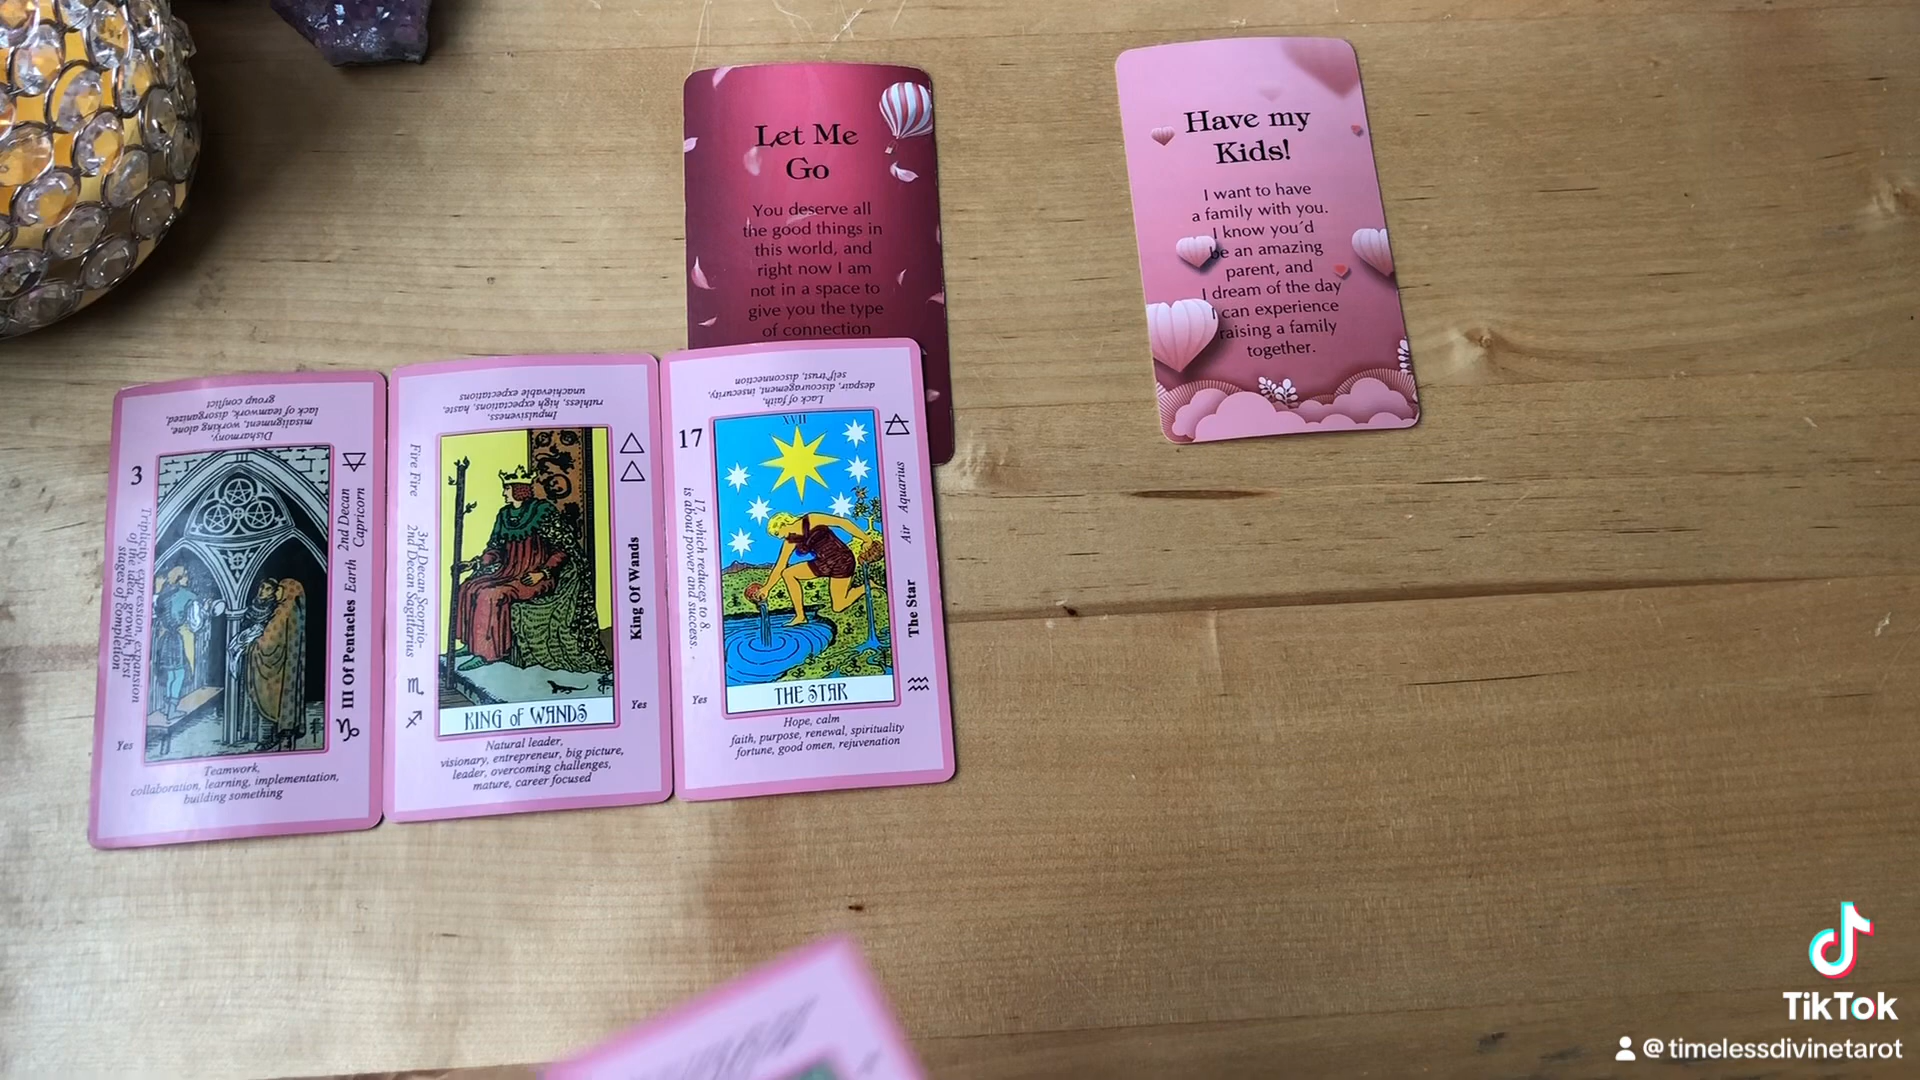 Let Me
Go
You deserve all
the good things in
this world, and
right now I am
not in a space to
give you the type
of connection
Have my
Kids!
I want to have
a family with you.
I know you'd
be an amazing
parent, and
I dream of the day
I can experience
raising a family
together.
Disharmony,
misalignment, working alone,
lack of teamwork, disorganized,
group conflict
3
Triplicity, expression, expansion
of the idea, growth, first
stages of completion
2nd Decan
Capricorn
III Of Pentacles Earth
Yes
Teamwork,
collaboration, learning, implementation,
building something
Impulsiveness,
ruthless, high expectations, haste,
unachievable expectations
Fire Fire
3rd Decan Scorpio-
2nd Decan Sagittarius
King Of Wands
Yes
KING of WANDS
Natural leader,
visionary, entrepreneur, big picture,
leader, overcoming challenges,
mature, career focused
Lack of faith,
despair, discouragement, insecurity,
self trust, disconnection
17
XVII
17, which reduces to 8,
is about power and success.
Air Aquarius
The Star
Yes
THE STAR
Hope, calm
faith, purpose, renewal, spirituality
fortune, good omen, rejuvenation
TikTok
@timelessdivinetarot